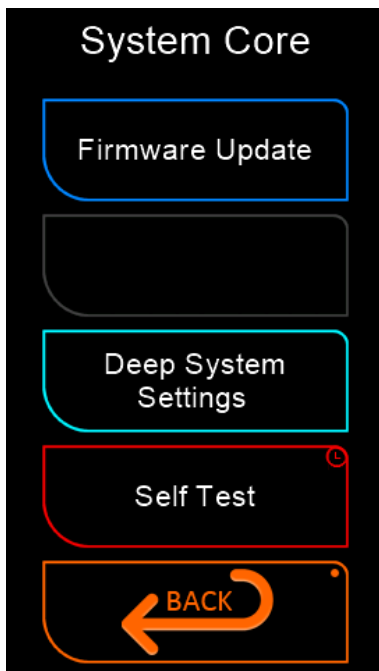 System Core
Firmware Update
Deep System
Settings
Self Test
BACK